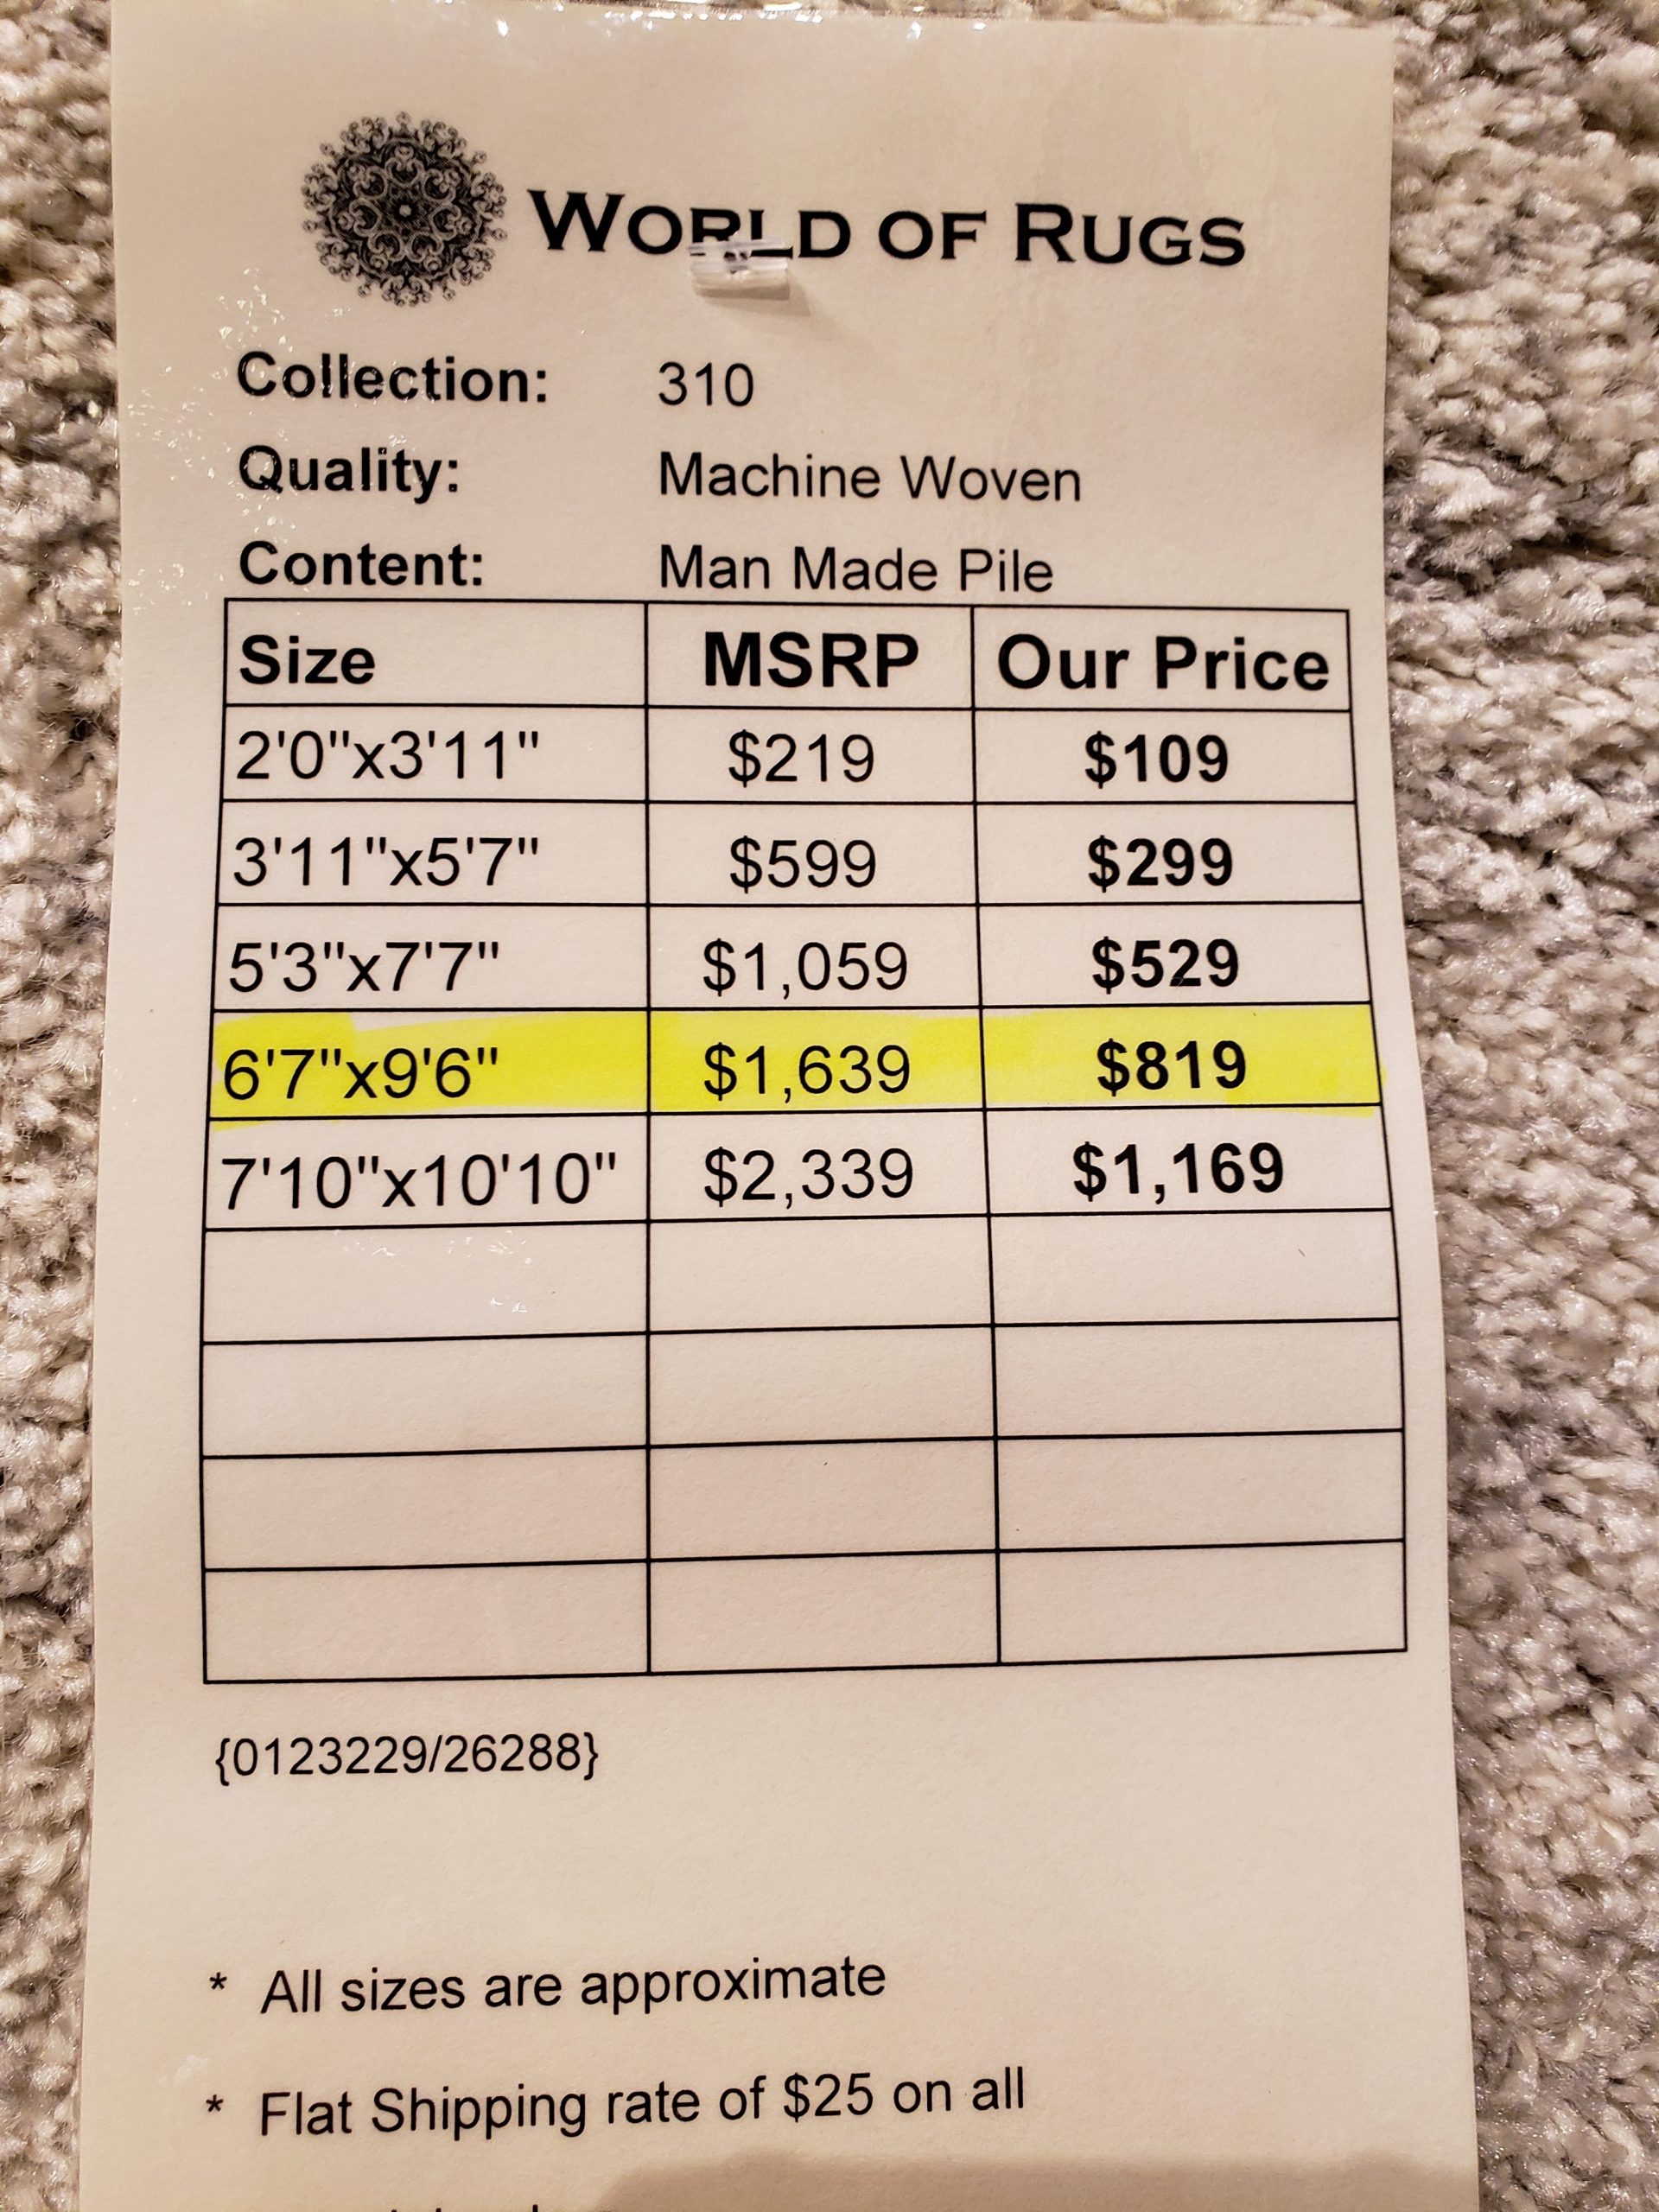 WORLD OF RUGS
Collection: 310
Quality: Machine Woven
Content: Man Made Pile
Size MSRP Our Price
2'0"x3'11" $219 $109
3'11"x5'7" $599 $299
5'3"x7'7" $1,059 $529
6'7"x9'6" $1,639 $819
7'10"x10'10" $2,339 $1,169
{0123229/26288}
* All sizes are approximate
* Flat Shipping rate of $25 on all